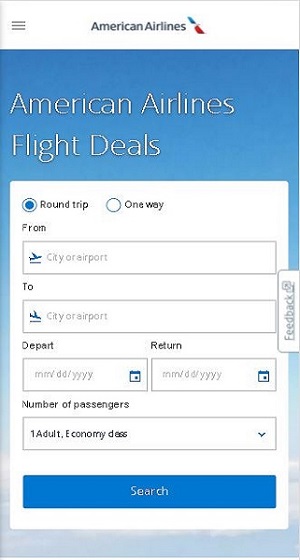 American Airlines
American Airlines
Flight Deals
Round trip One way
From
City or airport
To
City or airport
Feedback
Depart Return
mm/dd/yyyy mm/dd/yyyy
Number of passengers
1 Adult, Economy class
Search